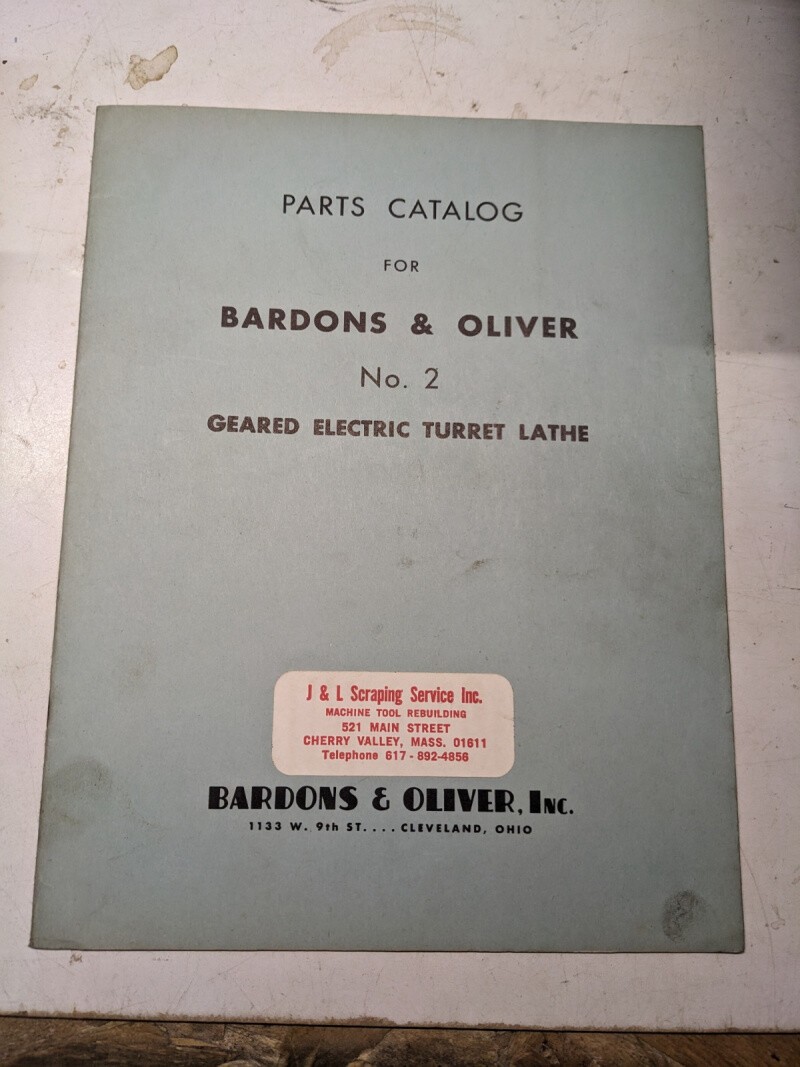 PARTS CATALOG
FOR
BARDONS & OLIVER
No. 2
GEARED ELECTRIC TURRET LATHE
J & L Scraping Service Inc.
MACHINE TOOL REBUILDING
521 MAIN STREET
CHERRY VALLEY, MASS. 01611
Telephone 617-892-4856
BARDONS & OLIVER, INC.
1133 W. 9th ST. . . . CLEVELAND, OHIO